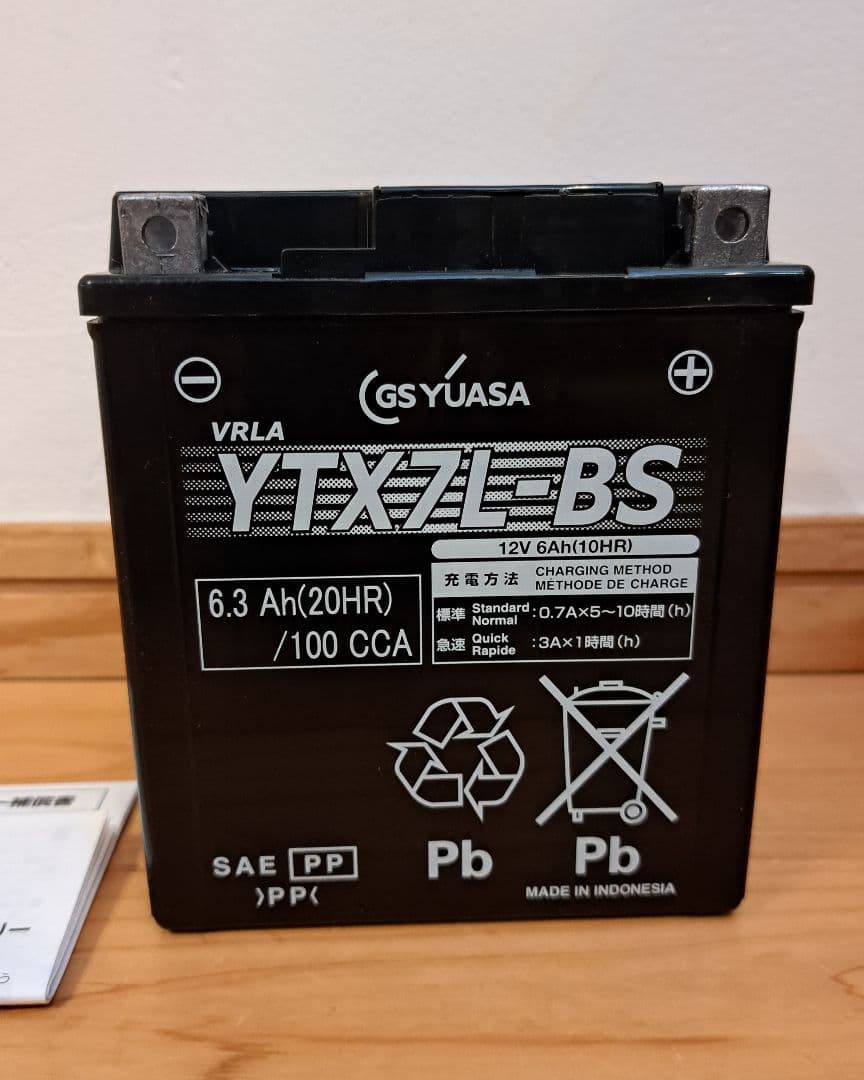 GS YUASA
VRLA
YTX7L-BS
12V 6Ah(10HR)
6.3 Ah(20HR)
/100 CCA
充電方法 CHARGING METHOD
MÉTHODE DE CHARGE
標準 Standard Normal : 0.7A×5～10時間(h)
急速 Quick Rapide : 3A×1時間(h)
SAE PP
>PP<
Pb
Pb
MADE IN INDONESIA